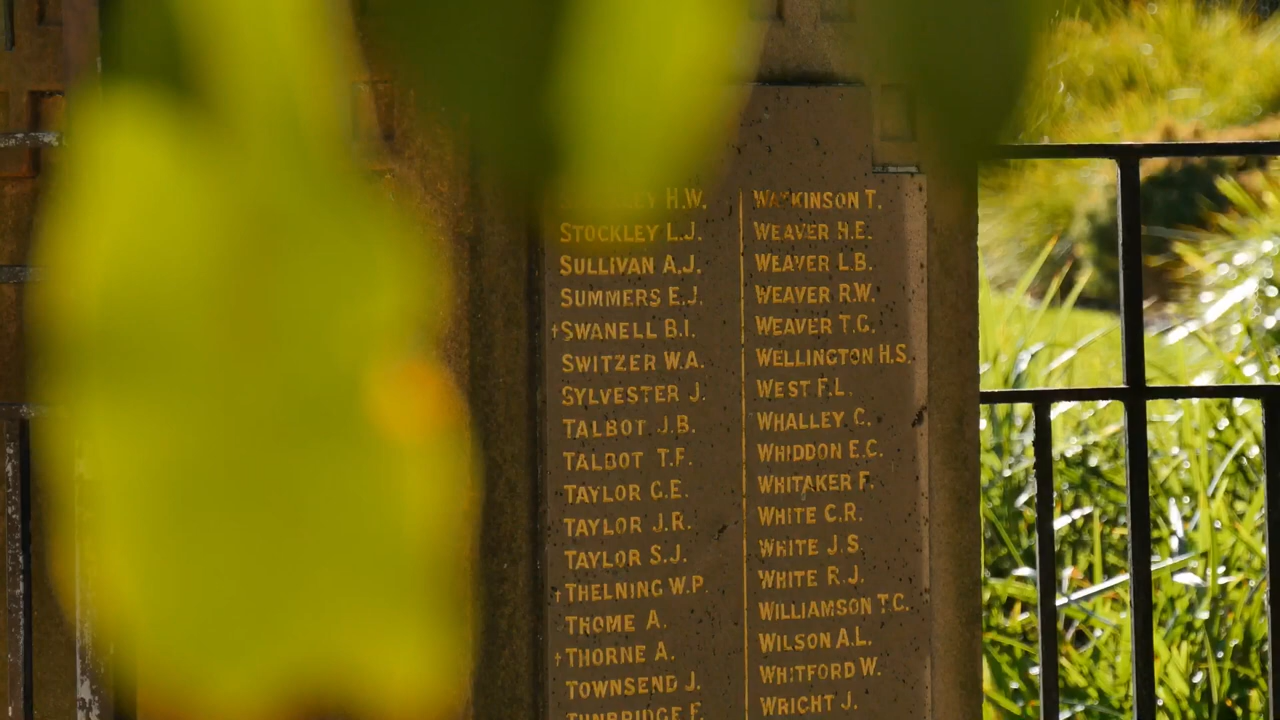 H.W.
STOCKLEY L.J.
SULLIVAN A.J.
SUMMERS E.J.
†SWANELL B.I.
SWITZER W.A.
SYLVESTER J.
TALBOT J.B.
TALBOT T.F.
TAYLOR C.E.
TAYLOR J.R.
TAYLOR S.J.
†THELNING W.P.
THOME A.
†THORNE A.
TOWNSEND J.
TUNBRIDGE F.
WATKINSON T.
WEAVER H.E.
WEAVER L.B.
WEAVER R.W.
WEAVER T.G.
WELLINGTON H.S.
WEST F.L.
WHALLEY C.
WHIDDON E.C.
WHITAKER F.
WHITE C.R.
WHITE J.S.
WHITE R.J.
WILLIAMSON T.C.
WILSON A.L.
WHITFORD W.
WRIGHT J.